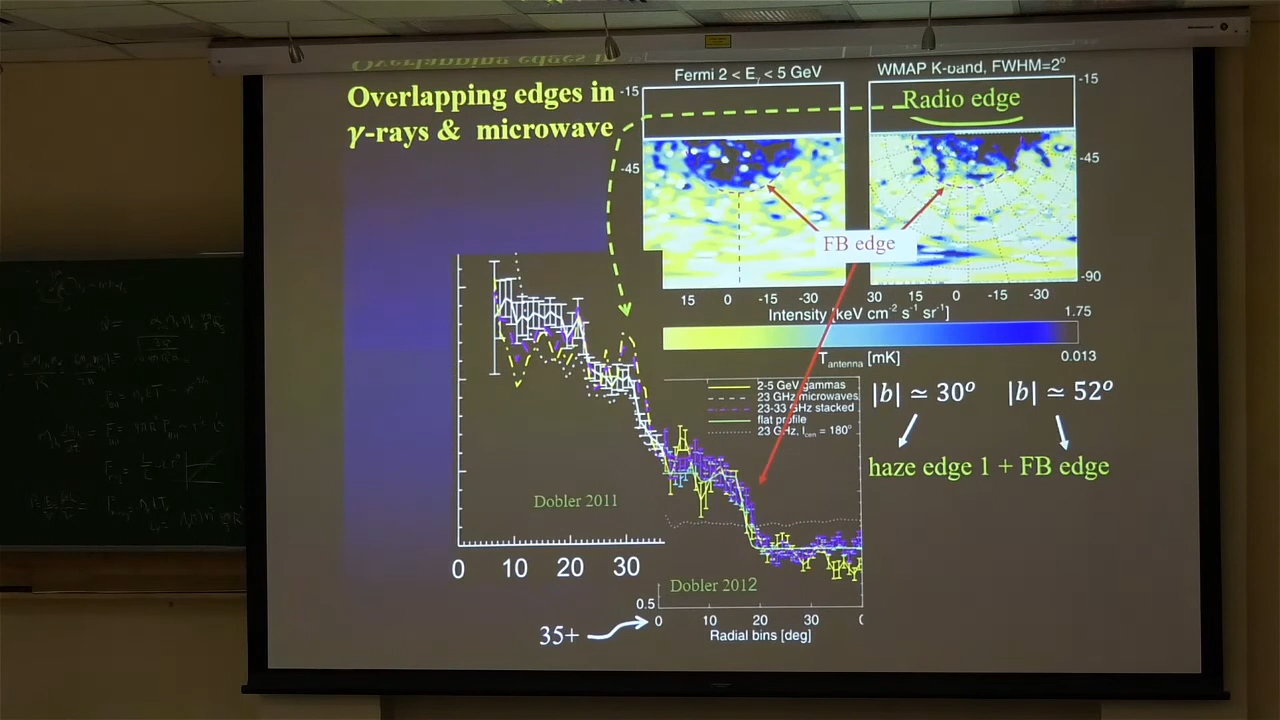 Overlapping edges in
γ-rays & microwave
Fermi 2 < Eγ < 5 GeV
WMAP K-band, FWHM=2°
-15
-45
-15
-45
-90
Radio edge
FB edge
15 0 -15 -30
30 15 0 -15 -30
Intensity [keV cm⁻² s⁻¹ sr⁻¹]
1.75
T antenna [mK]
0.013
2-5 GeV gammas
23 GHz microwaves
23-33 GHz stacked
flat profile
23 GHz, l cen = 180°
|b| ≃ 30° |b| ≃ 52°
haze edge 1 + FB edge
Dobler 2011
0 10 20 30
Dobler 2012
0.5
35+
0 10 20 30
Radial bins [deg]